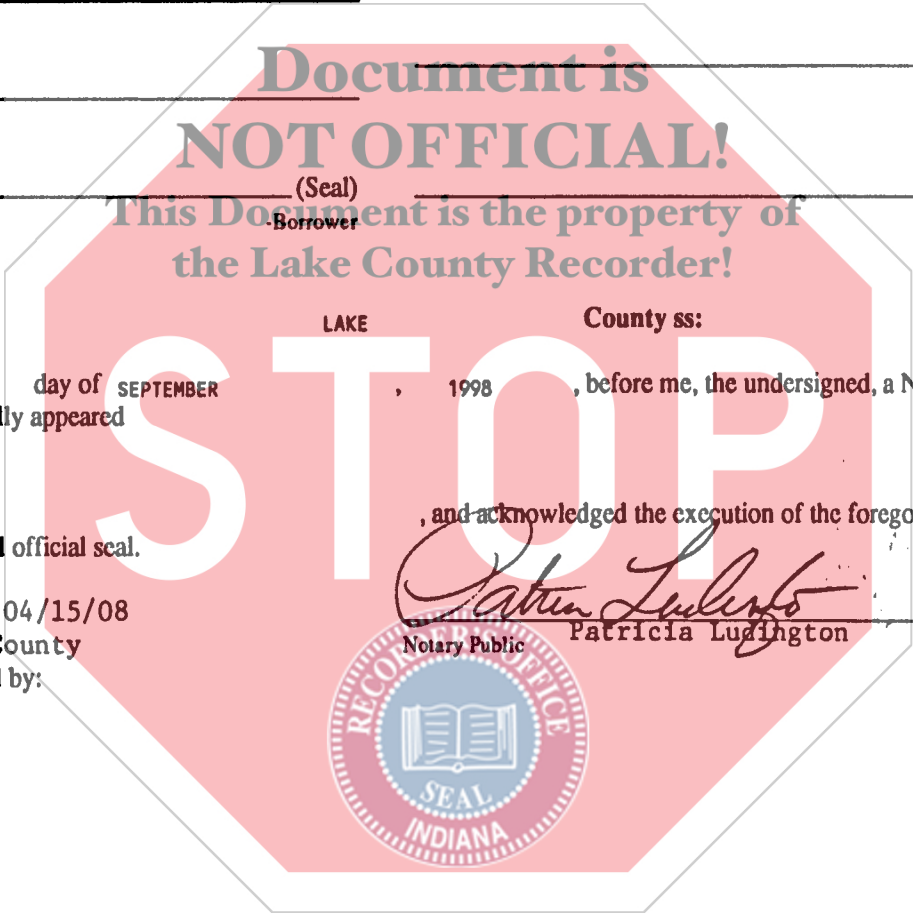 Document is
NOT OFFICIAL!
(Seal)
This Document is the property of
-Borrower
the Lake County Recorder!
LAKE County ss:
STOP
day of SEPTEMBER , 1998 , before me, the undersigned, a N
lly appeared
, and acknowledged the execution of the forego
l official seal.
04/15/08
Patricia Ludington
ounty
Notary Public
by:
RECORDER'S OFFICE
SEAL
INDIANA